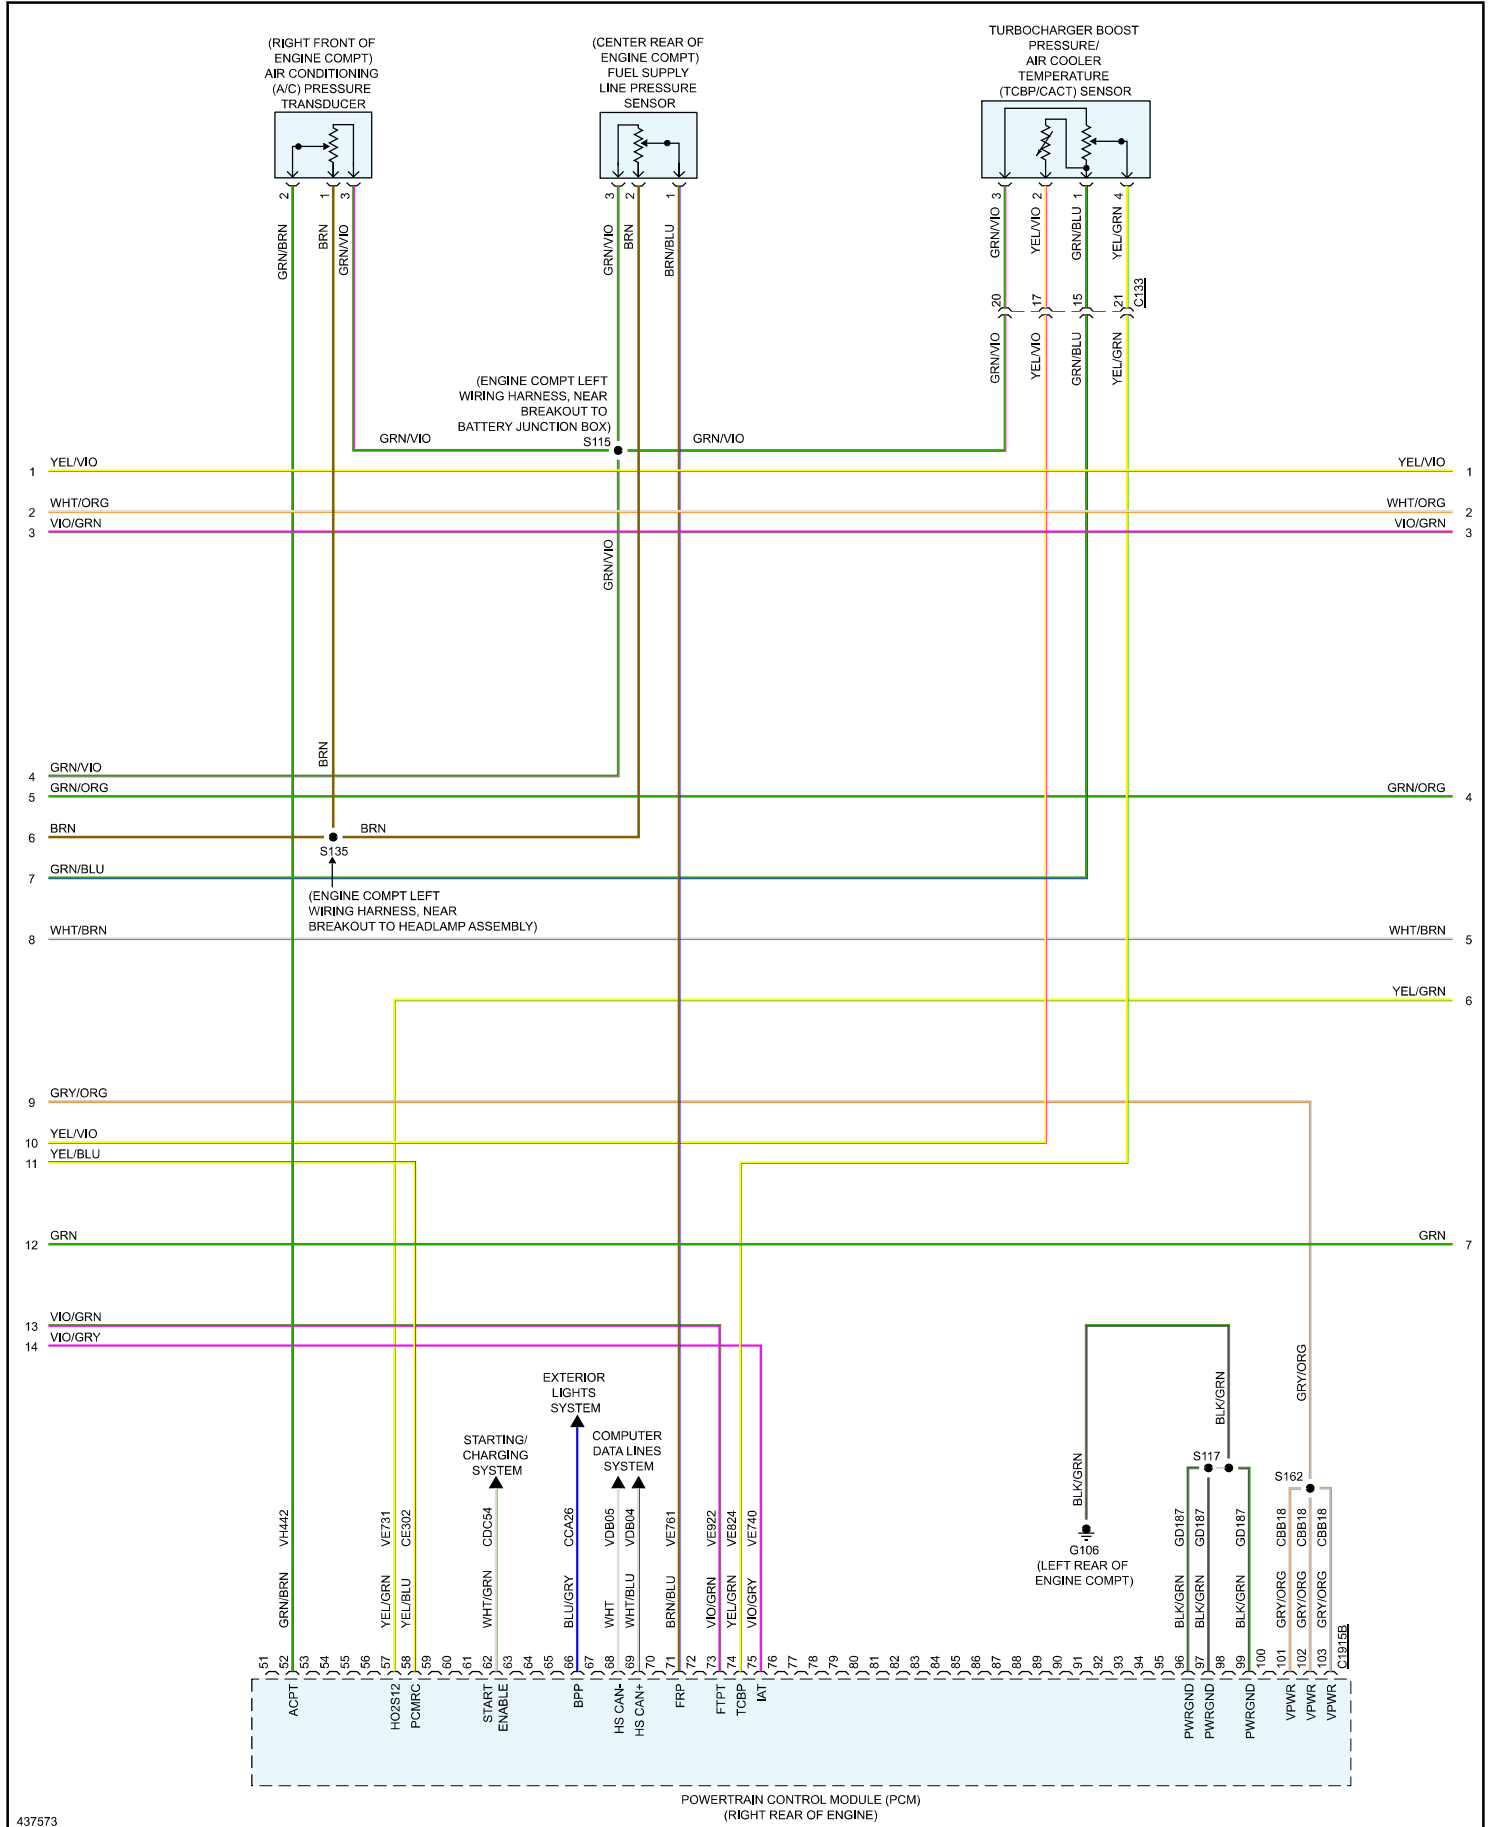 (RIGHT FRONT OF
ENGINE COMPT)
AIR CONDITIONING
(A/C) PRESSURE
TRANSDUCER
(CENTER REAR OF
ENGINE COMPT)
FUEL SUPPLY
LINE PRESSURE
SENSOR
TURBOCHARGER BOOST
PRESSURE/
AIR COOLER
TEMPERATURE
(TCBP/CACT) SENSOR
2
1
3
3
2
1
3
2
1
4
GRN/BRN
BRN
GRN/VIO
GRN/VIO
BRN
BRN/BLU
GRN/VIO
YEL/VIO
GRN/BLU
YEL/GRN
20
17
15
21
C133
GRN/VIO
YEL/VIO
GRN/BLU
YEL/GRN
(ENGINE COMPT LEFT
WIRING HARNESS, NEAR
BREAKOUT TO
BATTERY JUNCTION BOX)
S115
GRN/VIO
GRN/VIO
1 YEL/VIO
YEL/VIO 1
2 WHT/ORG
WHT/ORG 2
3 VIO/GRN
VIO/GRN 3
GRN/VIO
BRN
4 GRN/VIO
5 GRN/ORG
GRN/ORG 4
6 BRN
BRN
S135
7 GRN/BLU
(ENGINE COMPT LEFT
WIRING HARNESS, NEAR
BREAKOUT TO HEADLAMP ASSEMBLY)
8 WHT/BRN
WHT/BRN 5
YEL/GRN 6
9 GRY/ORG
10 YEL/VIO
11 YEL/BLU
12 GRN
GRN 7
13 VIO/GRN
14 VIO/GRY
EXTERIOR
LIGHTS
SYSTEM
STARTING/
CHARGING
SYSTEM
COMPUTER
DATA LINES
SYSTEM
BLK/GRN
BLK/GRN
GRY/ORG
S117
S162
G106
(LEFT REAR OF
ENGINE COMPT)
VH442
VE731
CE302
CDC54
CCA26
VDB05
VDB04
VE761
VE922
VE824
VE740
GD187
GD187
GD187
CBB18
CBB18
CBB18
GRN/BRN
YEL/GRN
YEL/BLU
WHT/GRN
BLU/GRY
WHT
WHT/BLU
BRN/BLU
VIO/GRN
YEL/GRN
VIO/GRY
BLK/GRN
BLK/GRN
BLK/GRN
GRY/ORG
GRY/ORG
GRY/ORG
C1915B
51
52
53
54
55
56
57
58
59
60
61
62
63
64
65
66
67
68
69
70
71
72
73
74
75
76
77
78
79
80
81
82
83
84
85
86
87
88
89
90
91
92
93
94
95
96
97
98
99
100
101
102
103
ACPT
HO2S12
PCMRC
START
ENABLE
BPP
HS CAN-
HS CAN+
FRP
FTPT
TCBP
IAT
PWRGND
PWRGND
PWRGND
VPWR
VPWR
VPWR
POWERTRAIN CONTROL MODULE (PCM)
(RIGHT REAR OF ENGINE)
437573